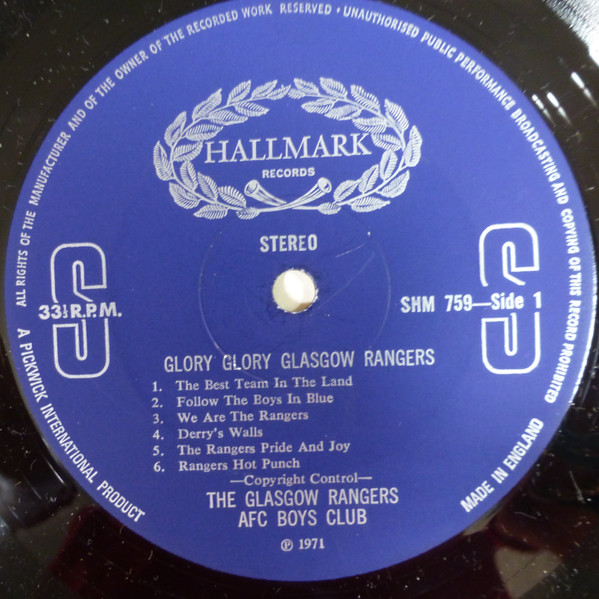 ALL RIGHTS OF THE MANUFACTURER AND OF THE OWNER OF THE RECORDED WORK RESERVED • UNAUTHORISED PUBLIC PERFORMANCE BROADCASTING AND COPYING OF THIS RECORD PROHIBITED
HALLMARK
RECORDS
STEREO
33⅓ R.P.M.
SHM 759—Side 1
GLORY GLORY GLASGOW RANGERS
1. The Best Team In The Land
2. Follow The Boys In Blue
3. We Are The Rangers
4. Derry's Walls
5. The Rangers Pride And Joy
6. Rangers Hot Punch
—Copyright Control—
THE GLASGOW RANGERS
AFC BOYS CLUB
℗ 1971
A PICKWICK INTERNATIONAL PRODUCT
MADE IN ENGLAND